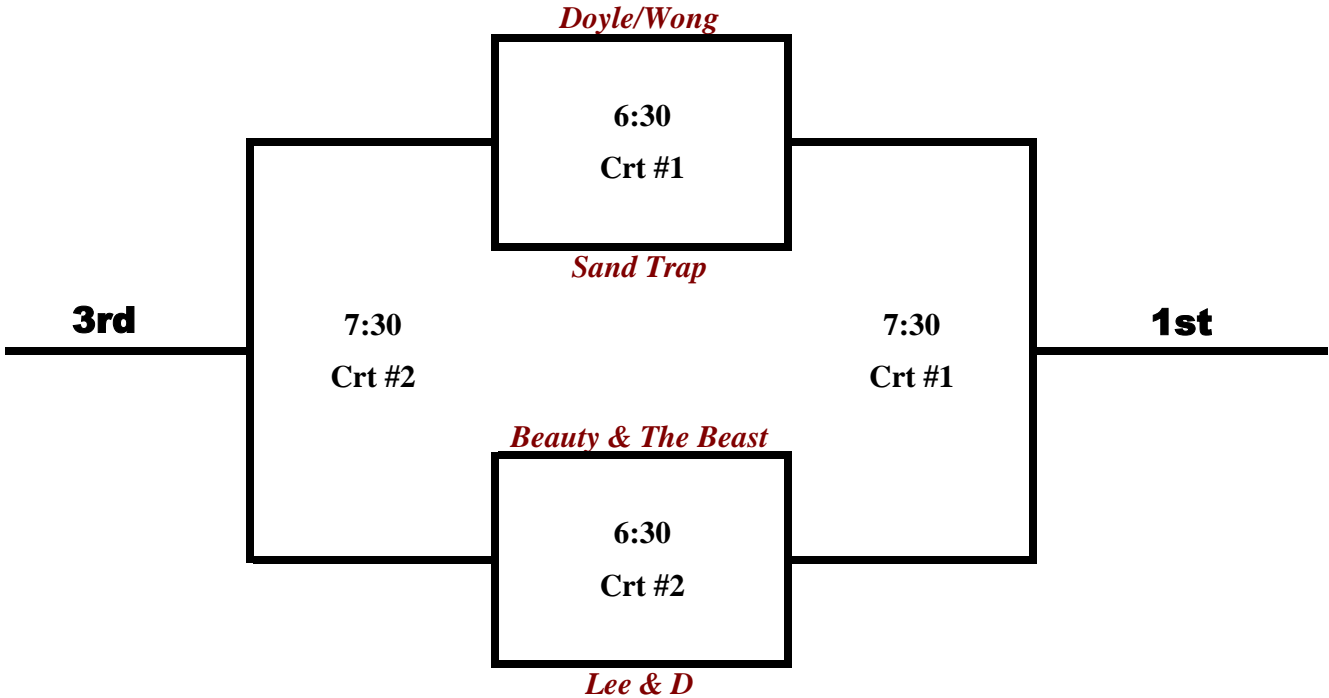 Doyle/Wong
6:30
Crt #1
Sand Trap
3rd
7:30
Crt #2
7:30
Crt #1
1st
Beauty & The Beast
6:30
Crt #2
Lee & D